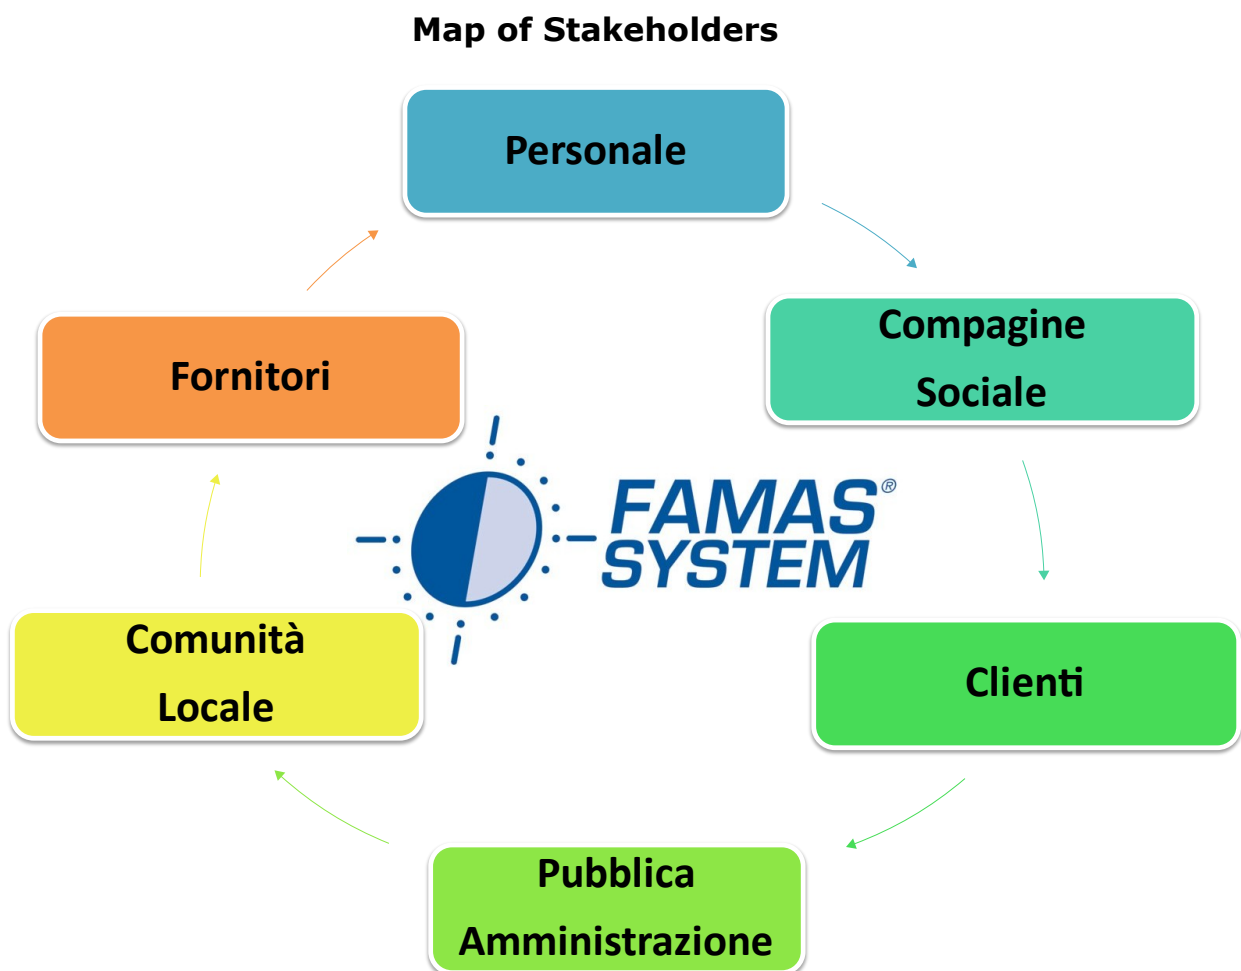 Map of Stakeholders
Personale
Compagine
Sociale
Fornitori
FAMAS®
SYSTEM
Comunità
Locale
Clienti
Pubblica
Amministrazione